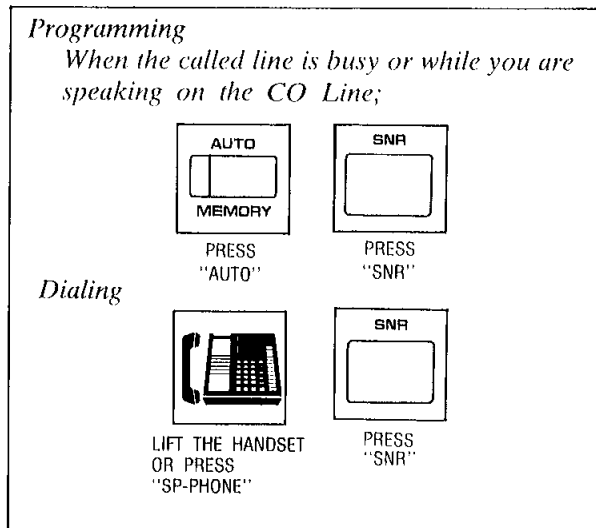 Programming
When the called line is busy or while you are
speaking on the CO Line;
AUTO
MEMORY
SNR
PRESS
"AUTO"
PRESS
"SNR"
Dialing
SNR
LIFT THE HANDSET
OR PRESS
"SP-PHONE"
PRESS
"SNR"